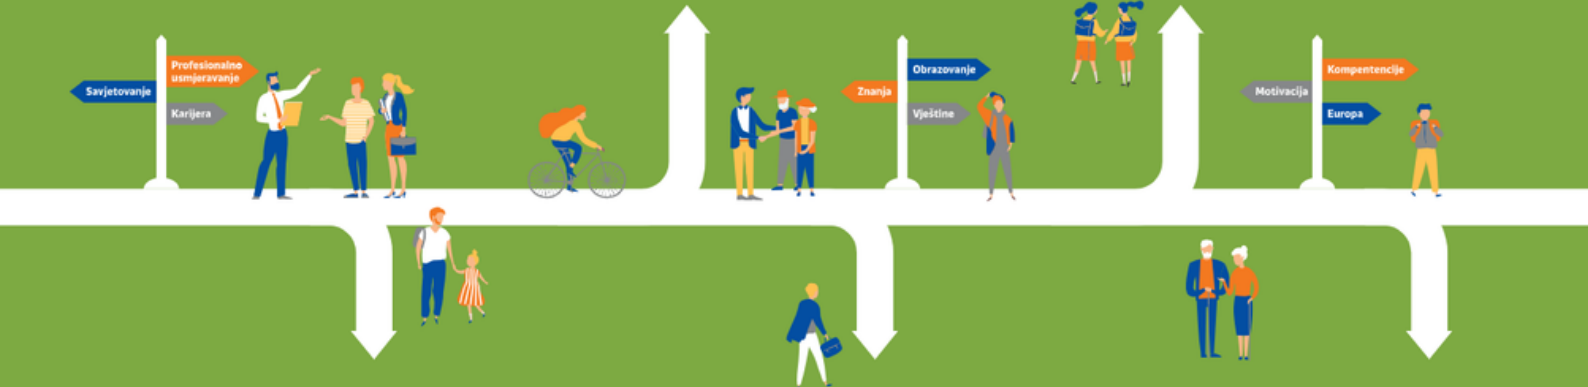 Profesionalno
usmjeravanje
Savjetovanje
Karijera
Obrazovanje
Znanja
Vještine
Kompentencije
Motivacija
Europa